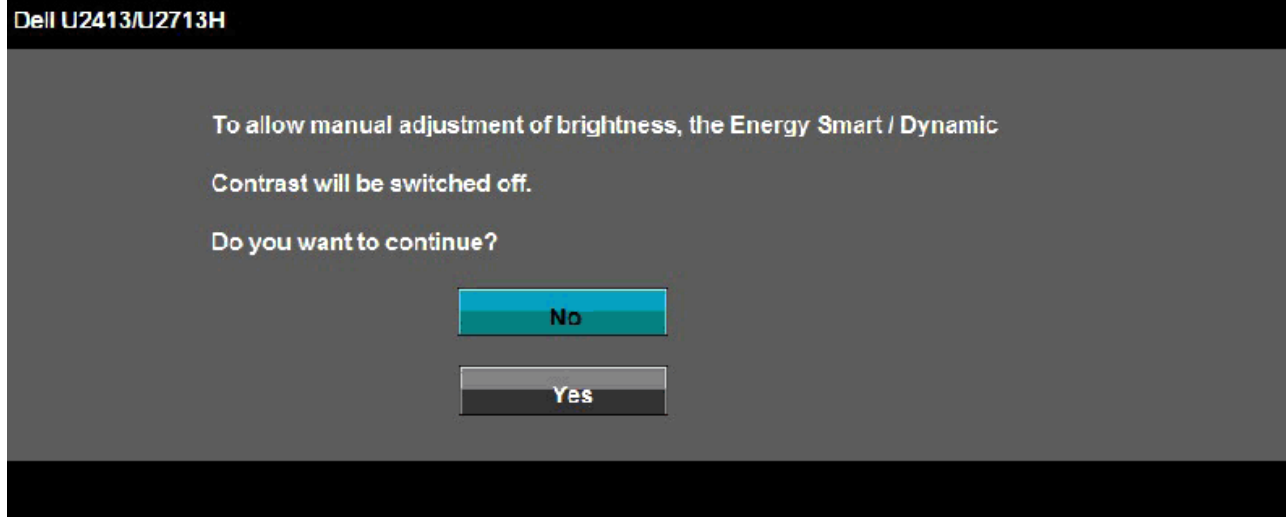 Dell U2413/U2713H
To allow manual adjustment of brightness, the Energy Smart / Dynamic
Contrast will be switched off.
Do you want to continue?
No
Yes